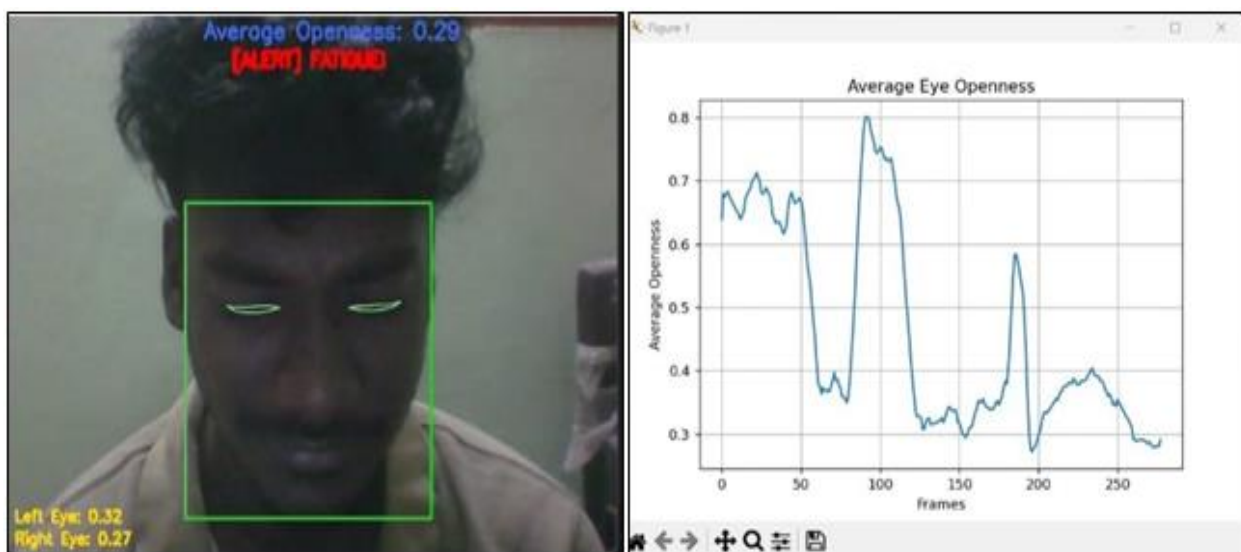 Average Openness: 0.29
[ALERT] FATIGUED
Left Eye: 0.32
Right Eye: 0.27
Figure 1
Average Eye Openness
Average Openness
0.8
0.7
0.6
0.5
0.4
0.3
0
50
100
150
200
250
Frames